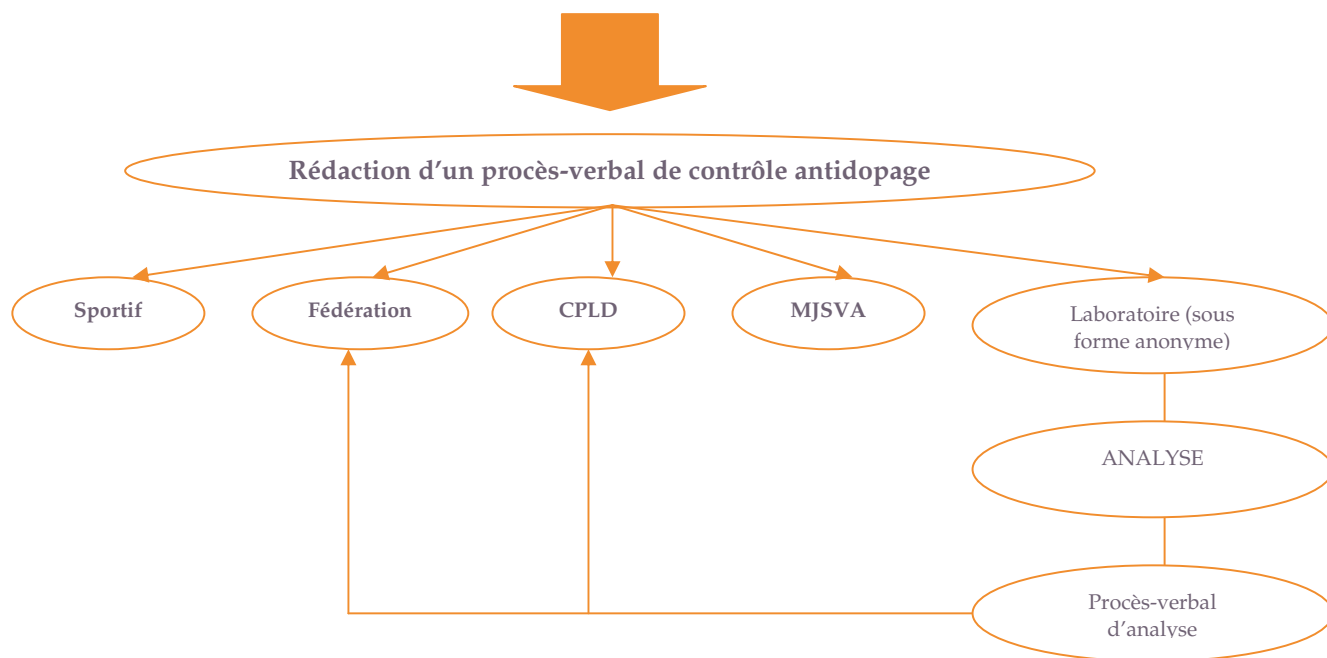 Rédaction d’un procès-verbal de contrôle antidopage
Sportif
Fédération
CPLD
MJSVA
Laboratoire (sous
forme anonyme)
ANALYSE
Procès-verbal
d’analyse